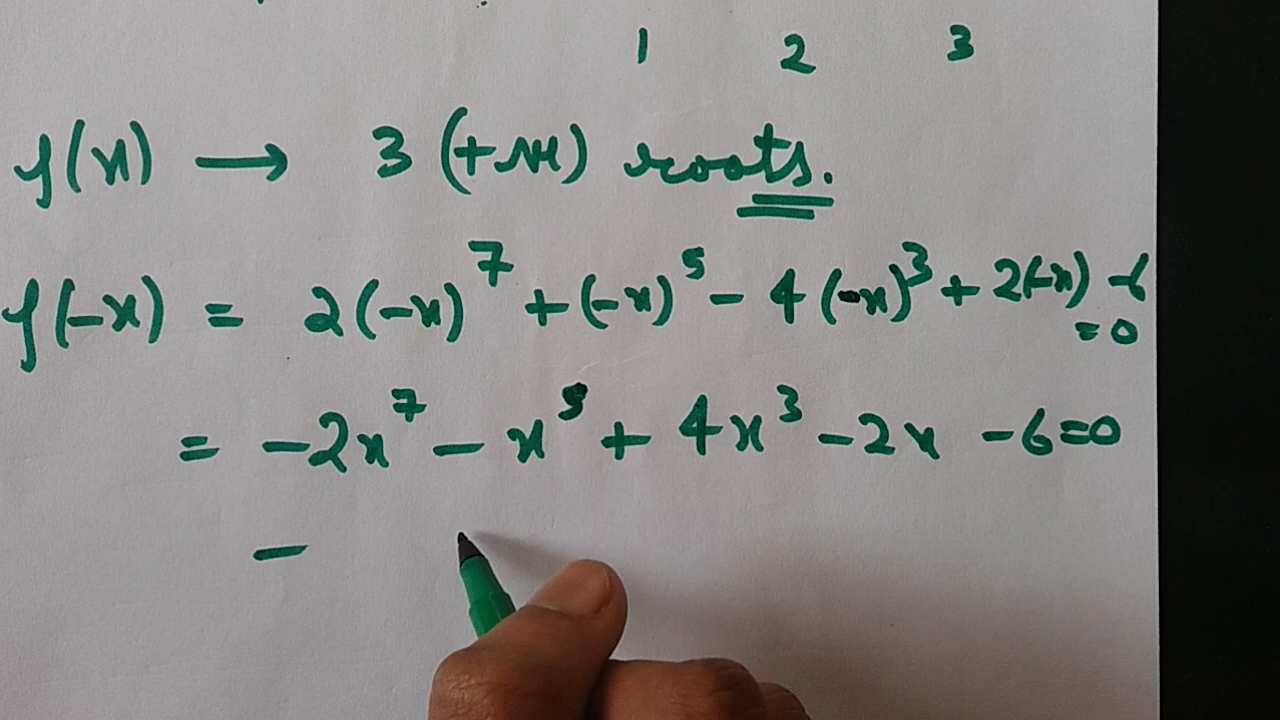 1 2 3
f(x) → 3 (+ve) roots.
f(-x) = 2(-x)⁷ + (-x)⁵ - 4(-x)³ + 2(-x) - 6
= 0
= -2x⁷ - x⁵ + 4x³ - 2x - 6 = 0
-